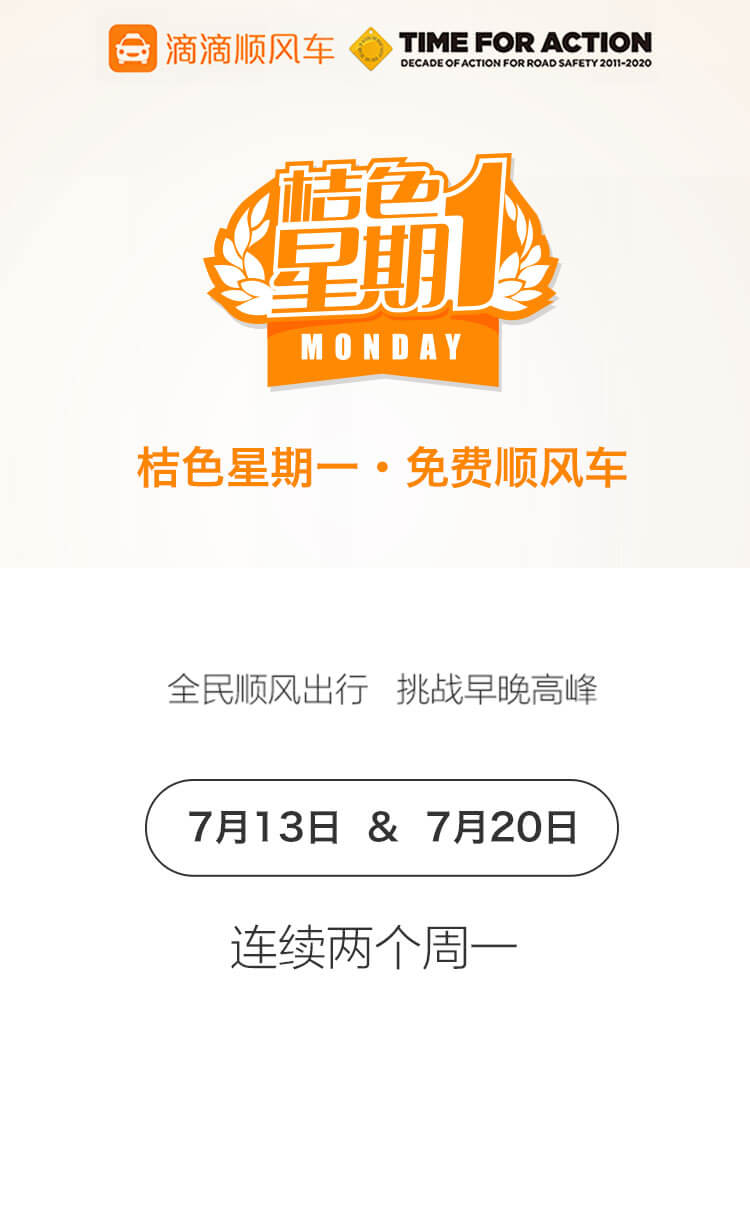 滴滴顺风车 TIME FOR ACTION
DECADE OF ACTION FOR ROAD SAFETY 2011-2020
桔色
星期1
MONDAY
桔色星期一·免费顺风车
全民顺风出行 挑战早晚高峰
7月13日 & 7月20日
连续两个周一